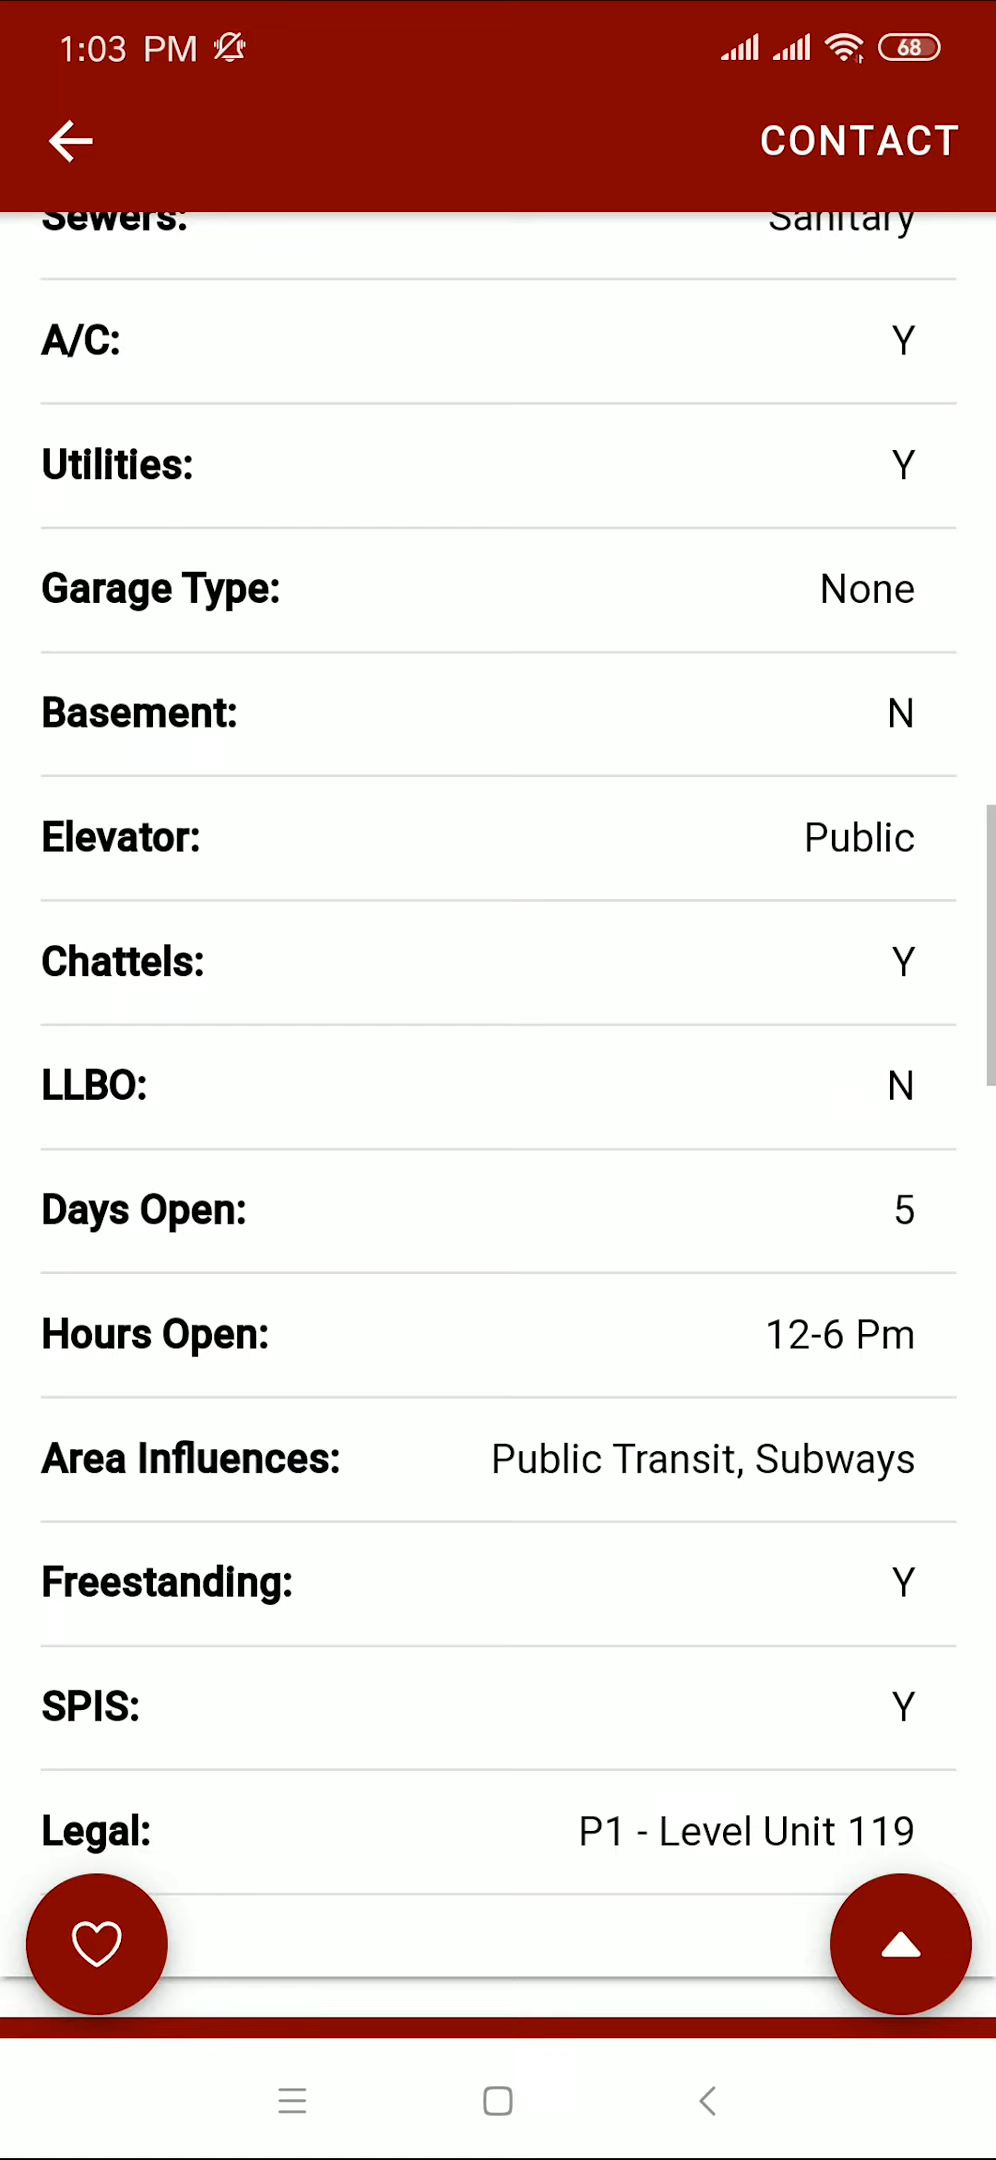 1:03 PM
68
CONTACT
Sewers: Sanitary
A/C: Y
Utilities: Y
Garage Type: None
Basement: N
Elevator: Public
Chattels: Y
LLBO: N
Days Open: 5
Hours Open: 12-6 Pm
Area Influences: Public Transit, Subways
Freestanding: Y
SPIS: Y
Legal: P1 - Level Unit 119